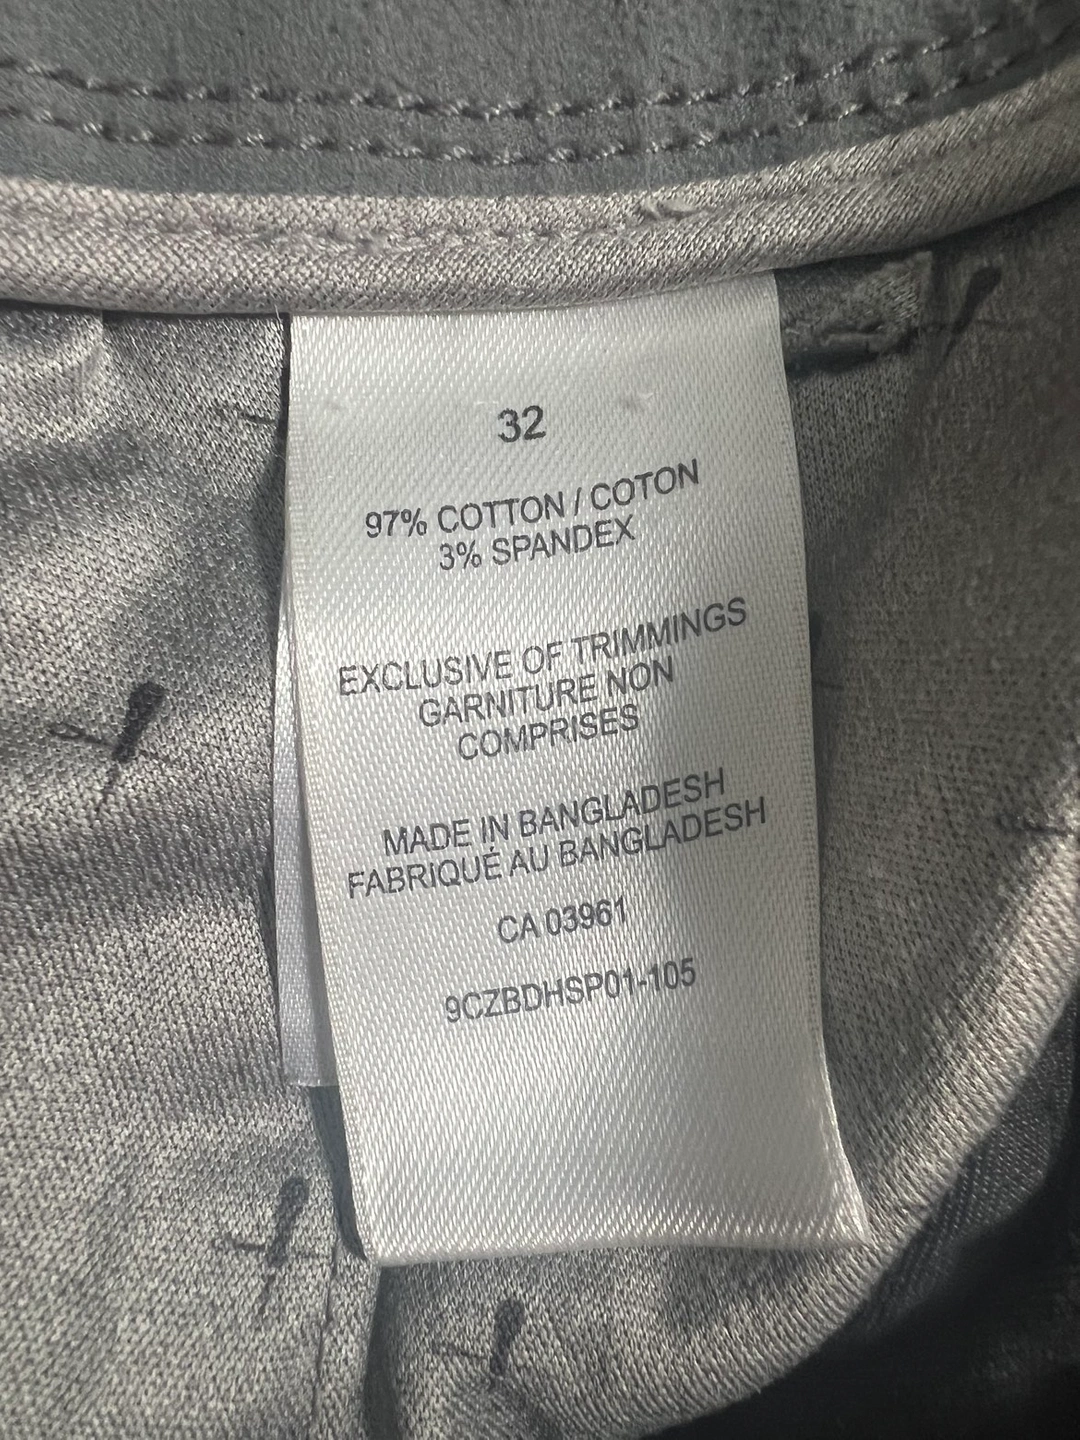 32
97% COTTON / COTON
3% SPANDEX
EXCLUSIVE OF TRIMMINGS
GARNITURE NON
COMPRISES
MADE IN BANGLADESH
FABRIQUÉ AU BANGLADESH
CA 03961
9CZBDHSP01-105